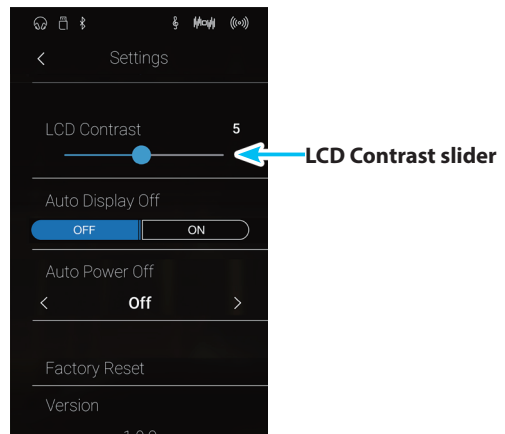 Settings
LCD Contrast 5
LCD Contrast slider
Auto Display Off
OFF ON
Auto Power Off
Off
Factory Reset
Version